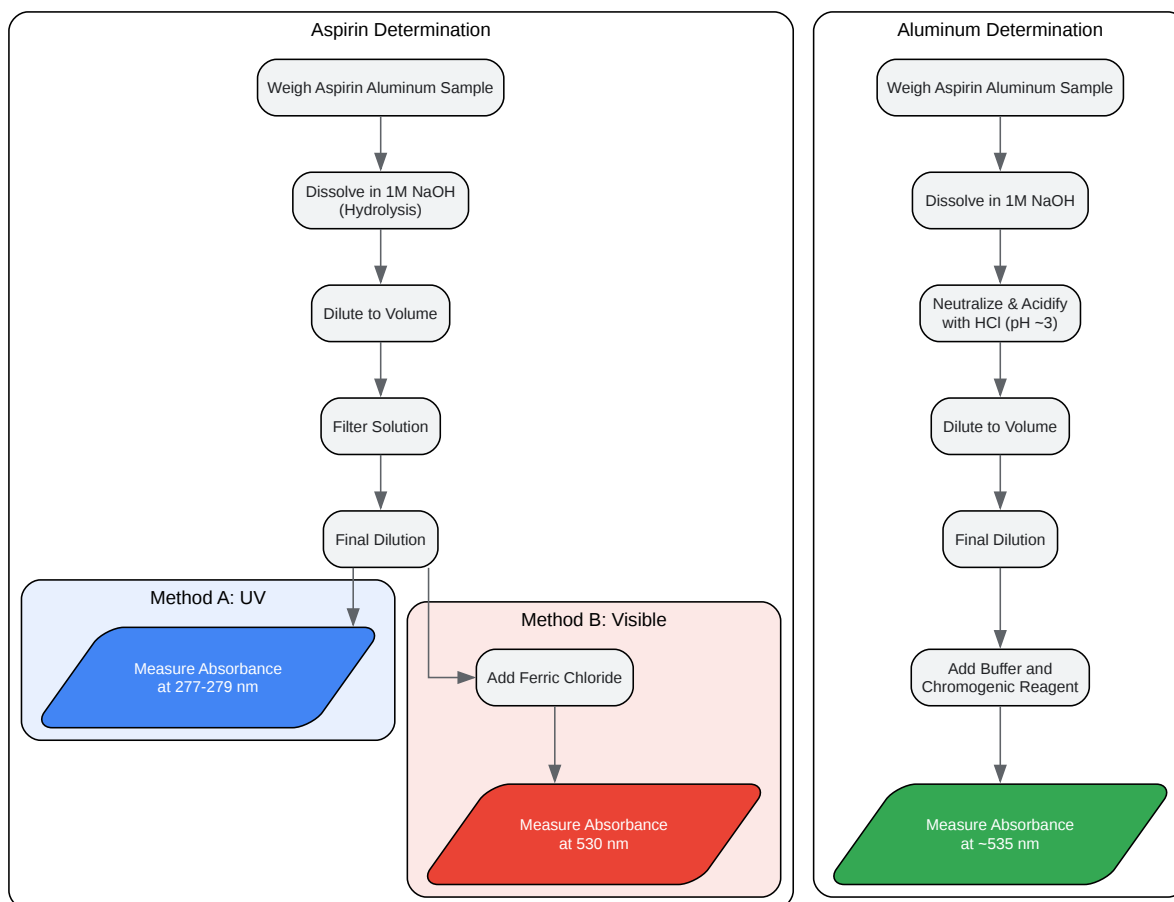 Aspirin Determination
Weigh Aspirin Aluminum Sample
Dissolve in 1M NaOH
(Hydrolysis)
Dilute to Volume
Filter Solution
Final Dilution
Method A: UV
Measure Absorbance
at 277-279 nm
Method B: Visible
Add Ferric Chloride
Measure Absorbance
at 530 nm
Aluminum Determination
Weigh Aspirin Aluminum Sample
Dissolve in 1M NaOH
Neutralize & Acidify
with HCl (pH ~3)
Dilute to Volume
Final Dilution
Add Buffer and
Chromogenic Reagent
Measure Absorbance
at ~535 nm